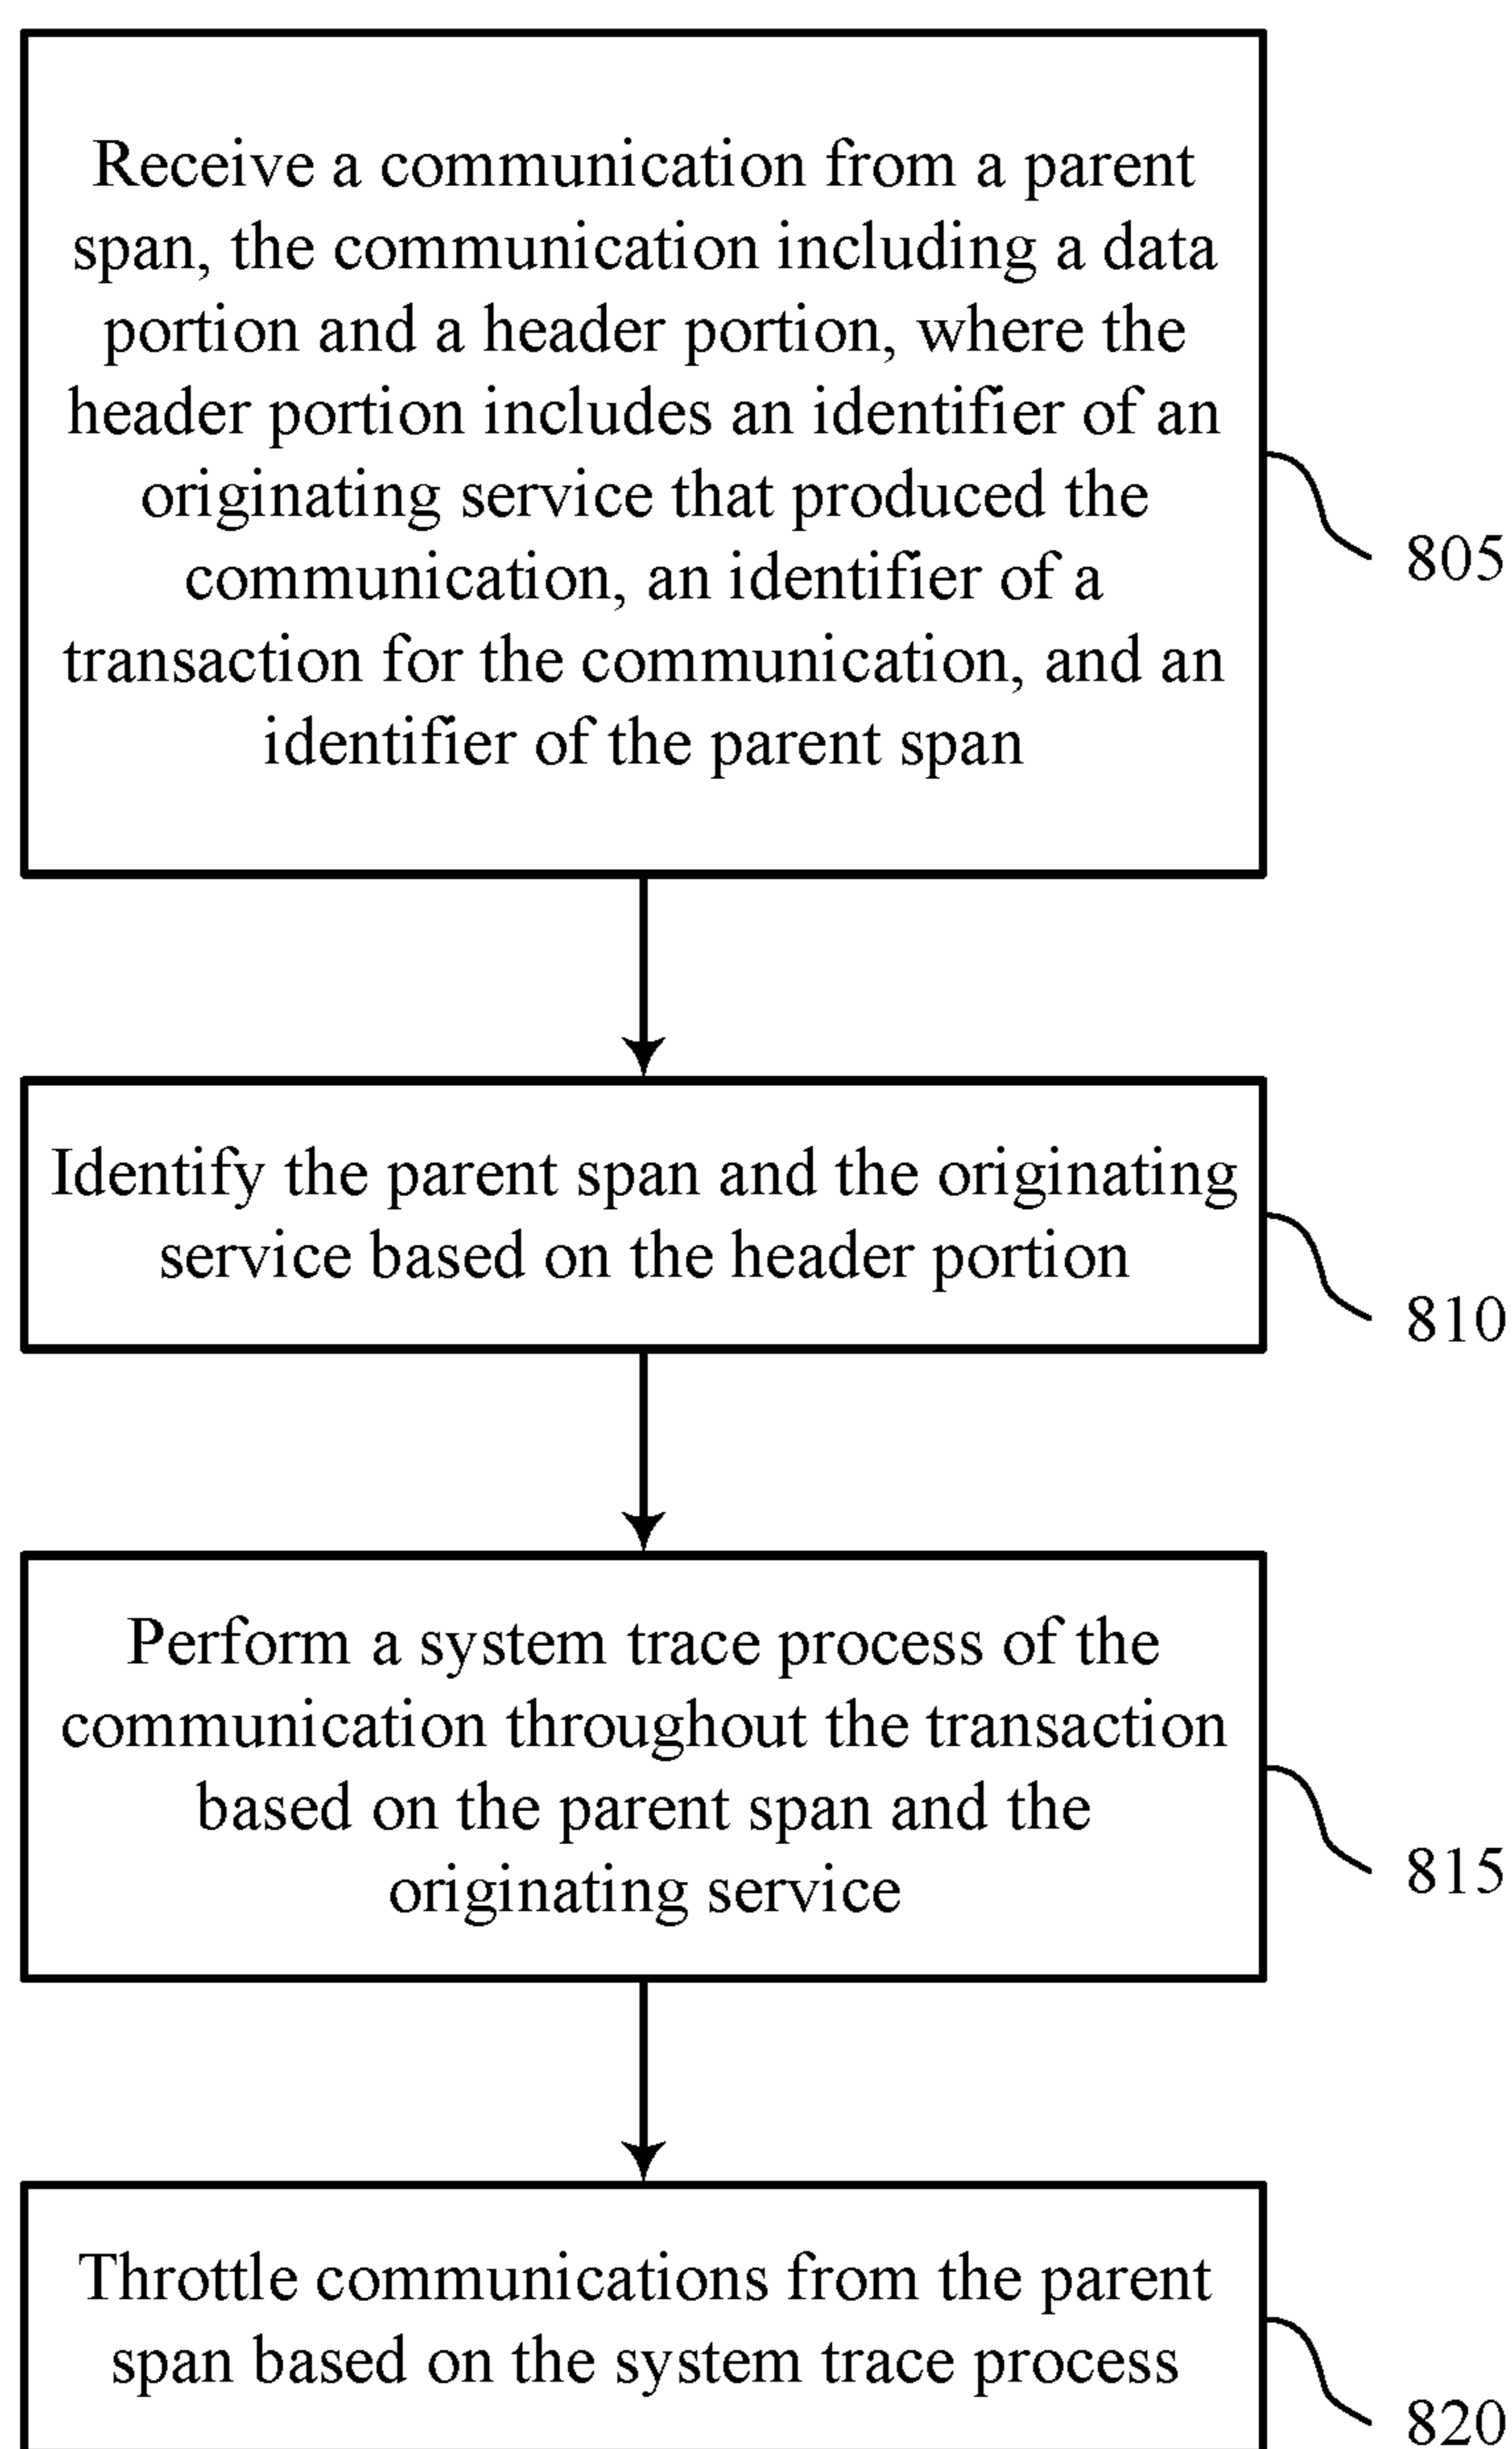 Receive a communication from a parent
span, the communication including a data
portion and a header portion, where the
header portion includes an identifier of an
originating service that produced the
communication, an identifier of a
transaction for the communication, and an
identifier of the parent span
805
Identify the parent span and the originating
service based on the header portion
810
Perform a system trace process of the
communication throughout the transaction
based on the parent span and the
originating service
815
Throttle communications from the parent
span based on the system trace process
820